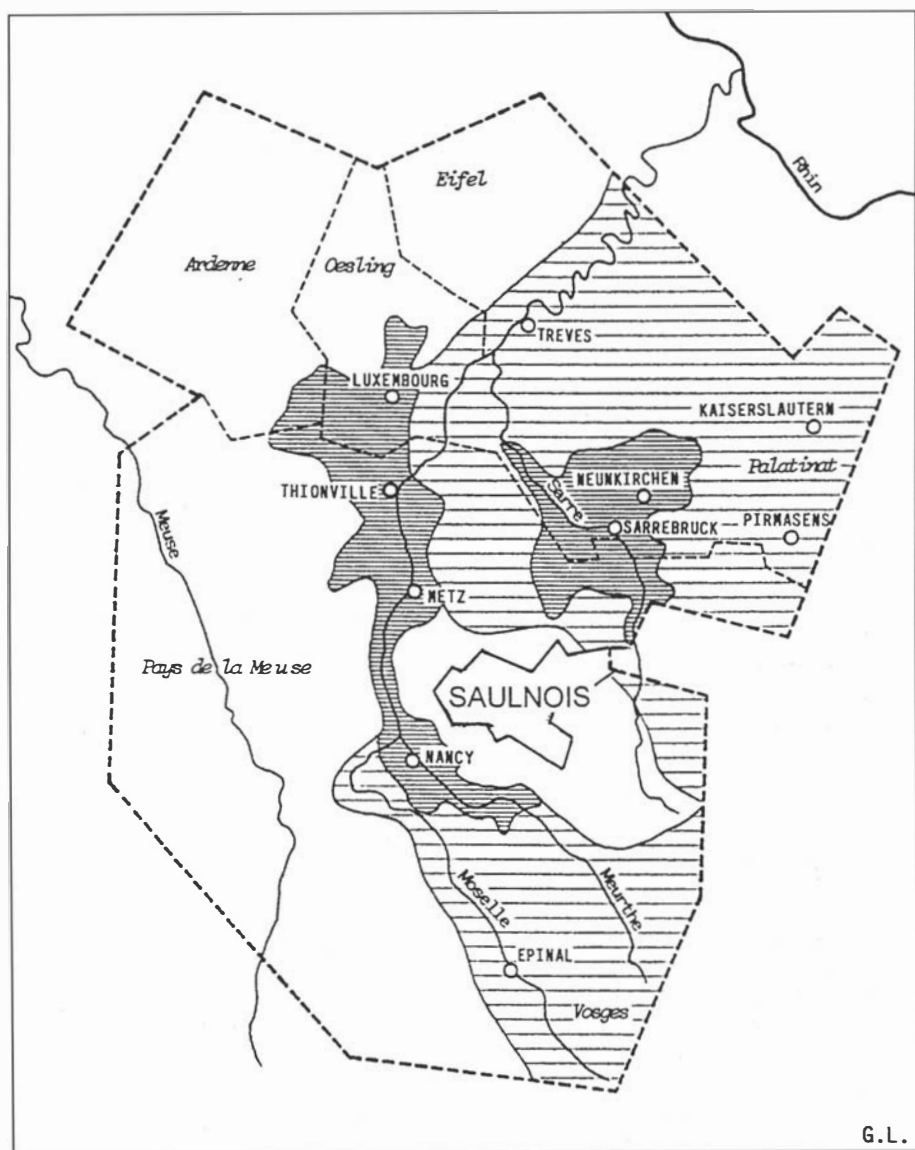 Rhin
Eifel
Ardenne
Oesling
TREVES
LUXEMBOURG
KAISERSLAUTERN
Palatinat
NEUNKIRCHEN
THIONVILLE
Sarre
SARREBRUCK
PIRMASENS
Meuse
METZ
Pays de la Meuse
SAULNOIS
NANCY
Moselle
Meurthe
EPINAL
Vosges
G.L.